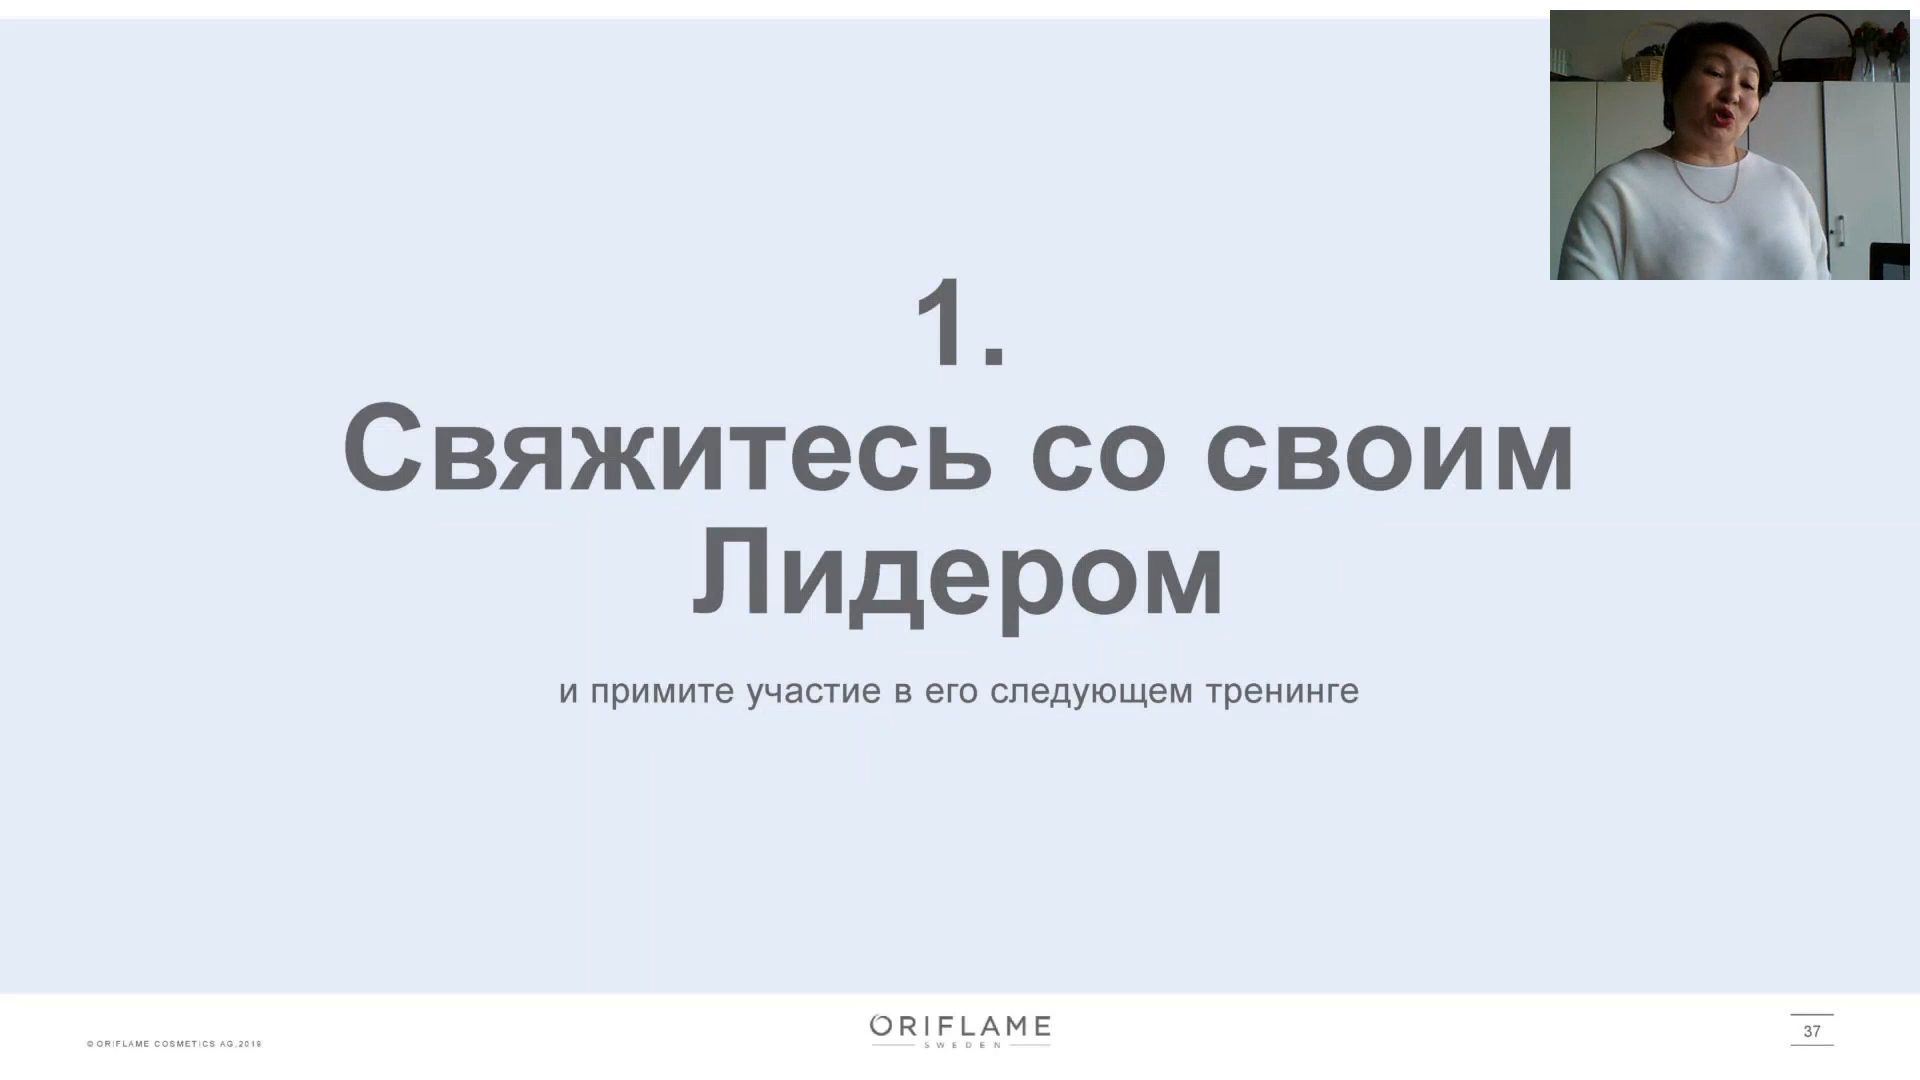 1.
Свяжитесь со своим
Лидером
и примите участие в его следующем тренинге
© ORIFLAME COSMETICS AG,2019
ORIFLAME
SWEDEN
37